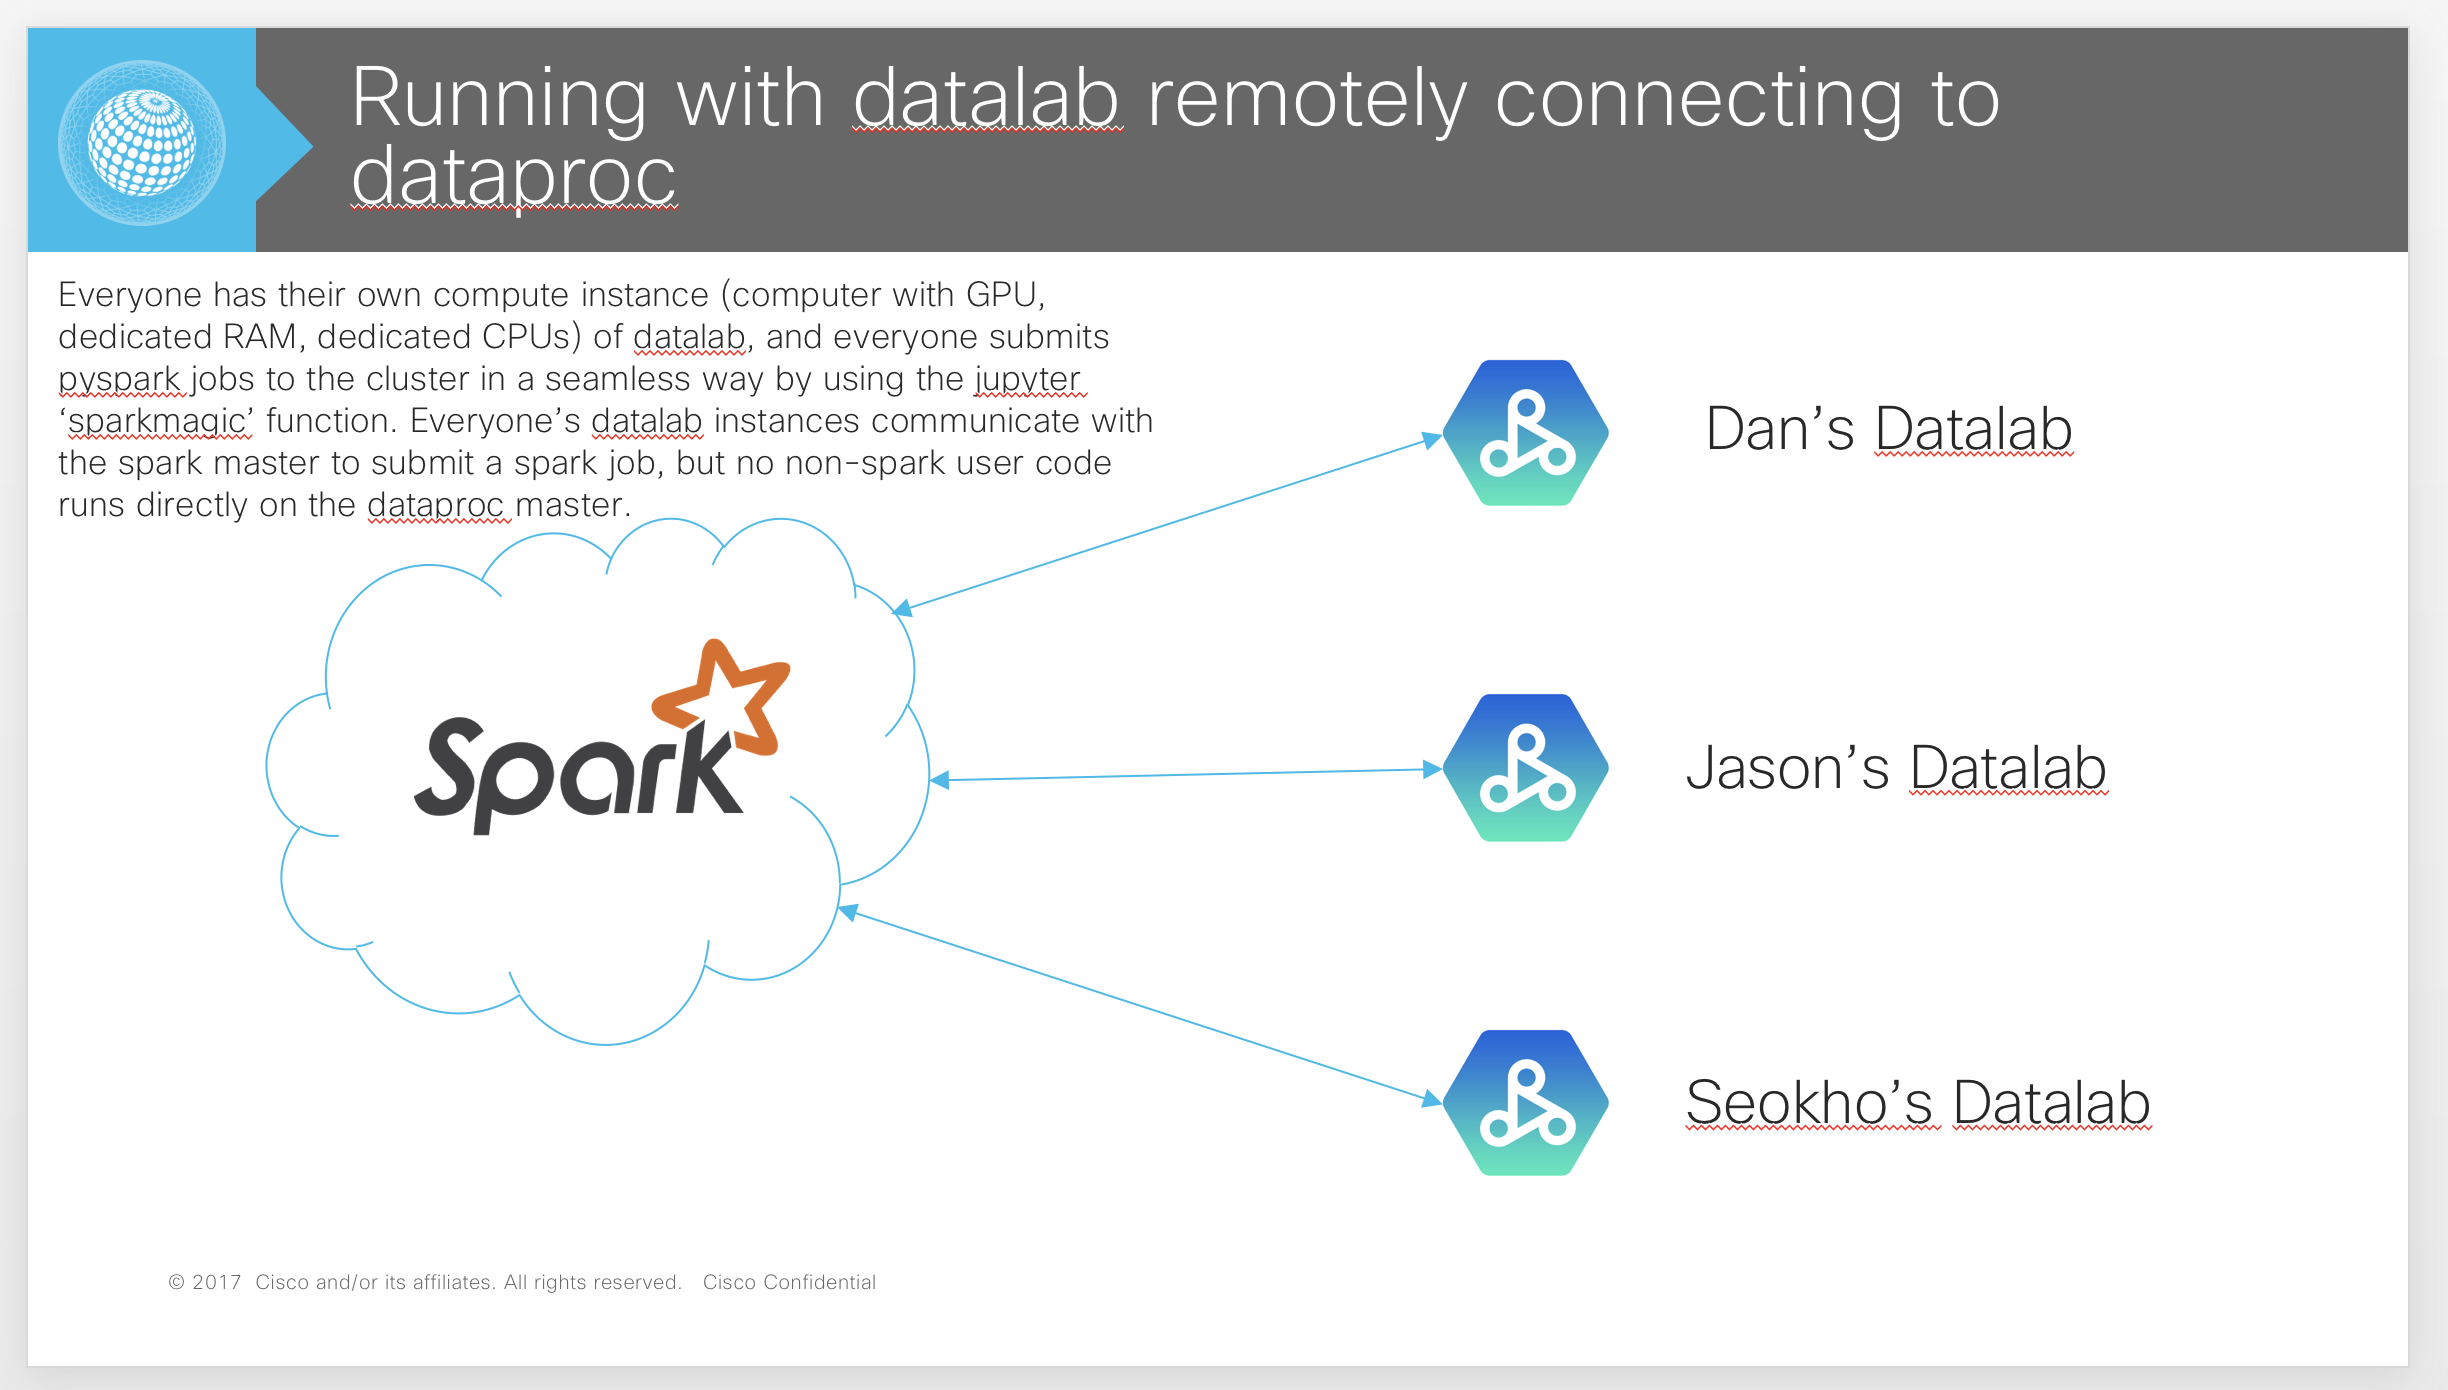 Running with datalab remotely connecting to
dataproc
Everyone has their own compute instance (computer with GPU,
dedicated RAM, dedicated CPUs) of datalab, and everyone submits
pyspark jobs to the cluster in a seamless way by using the jupyter
‘sparkmagic’ function. Everyone’s datalab instances communicate with
the spark master to submit a spark job, but no non-spark user code
runs directly on the dataproc master.
Dan’s Datalab
Spark
Jason’s Datalab
Seokho’s Datalab
© 2017 Cisco and/or its affiliates. All rights reserved. Cisco Confidential